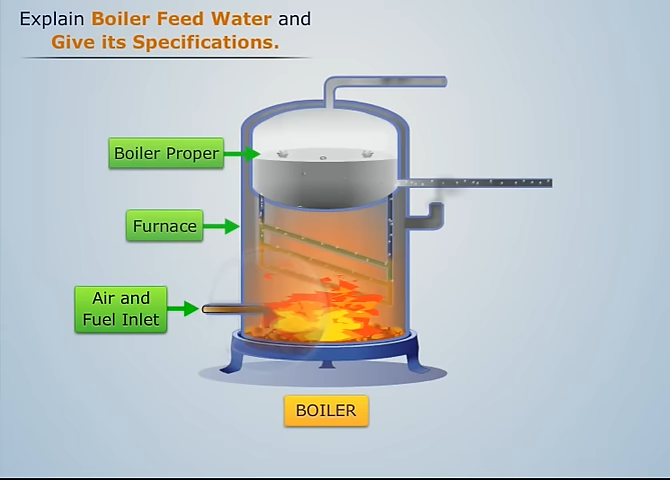 Explain Boiler Feed Water and
Give its Specifications.
Boiler Proper
Furnace
Air and
Fuel Inlet
BOILER